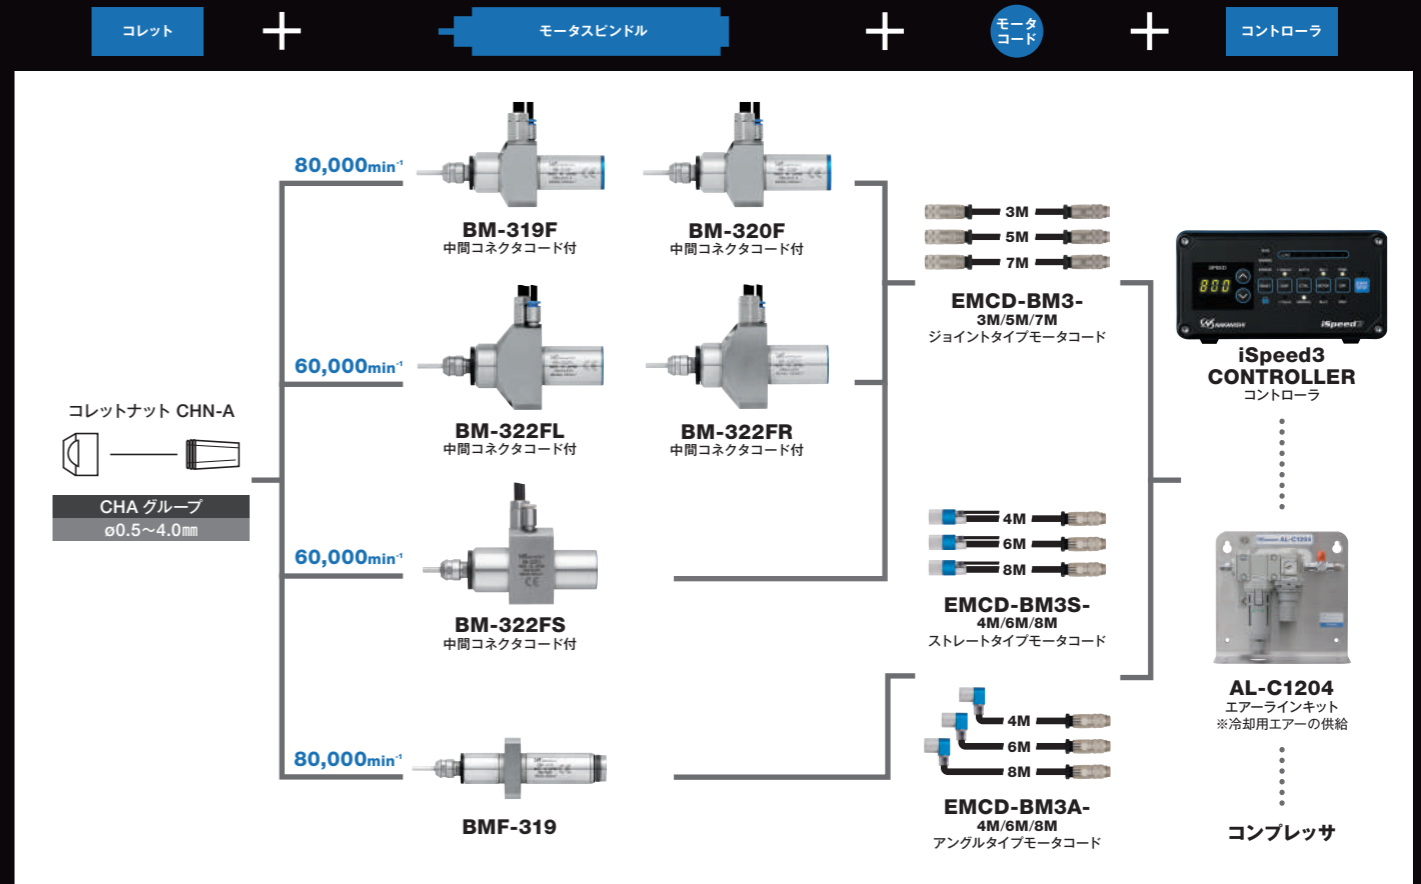 コレット
モータスピンドル
モータ
コード
コントローラ
80,000min⁻¹
BM-319F
中間コネクタコード付
BM-320F
中間コネクタコード付
60,000min⁻¹
BM-322FL
中間コネクタコード付
BM-322FR
中間コネクタコード付
コレットナット CHN-A
CHA グループ
ø0.5～4.0㎜
60,000min⁻¹
BM-322FS
中間コネクタコード付
80,000min⁻¹
BMF-319
3M
5M
7M
EMCD-BM3-
3M/5M/7M
ジョイントタイプモータコード
4M
6M
8M
EMCD-BM3S-
4M/6M/8M
ストレートタイプモータコード
4M
6M
8M
EMCD-BM3A-
4M/6M/8M
アングルタイプモータコード
800
NAKANISHI
iSpeed3
iSpeed3
CONTROLLER
コントローラ
AL-C1204
AL-C1204
エアーラインキット
※冷却用エアーの供給
コンプレッサ